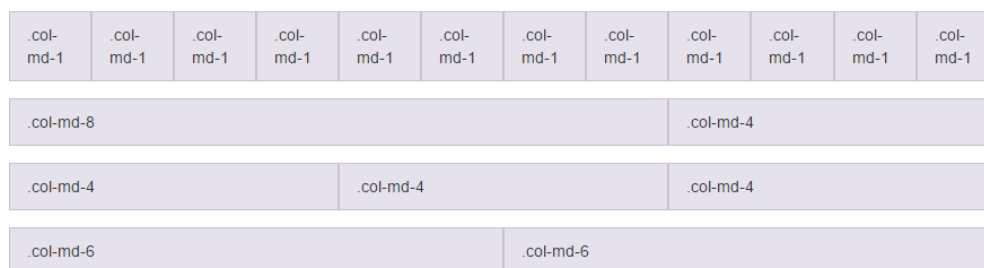 .col- .col- .col- .col- .col- .col- .col- .col- .col- .col- .col- .col-
md-1 md-1 md-1 md-1 md-1 md-1 md-1 md-1 md-1 md-1 md-1 md-1
.col-md-8 .col-md-4
.col-md-4 .col-md-4 .col-md-4
.col-md-6 .col-md-6